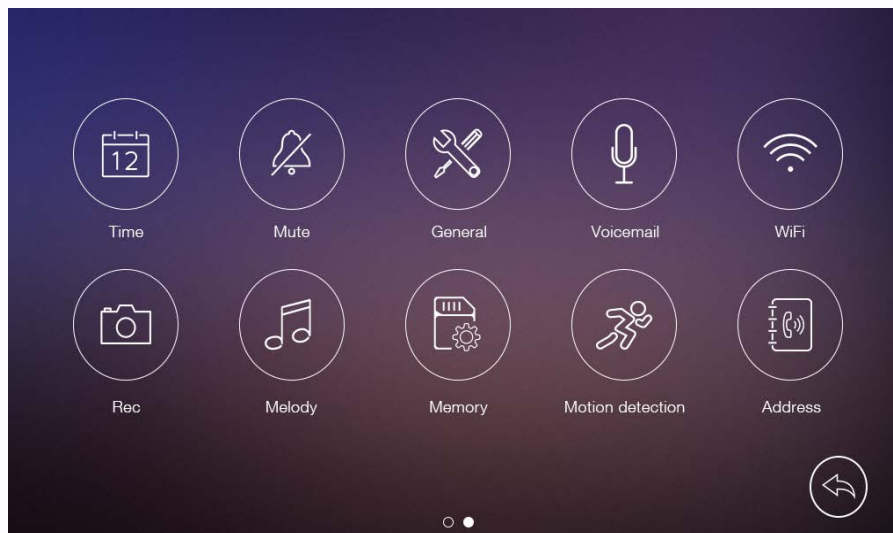 12
Time
Mute
General
Voicemail
WiFi
Rec
Melody
Memory
Motion detection
Address